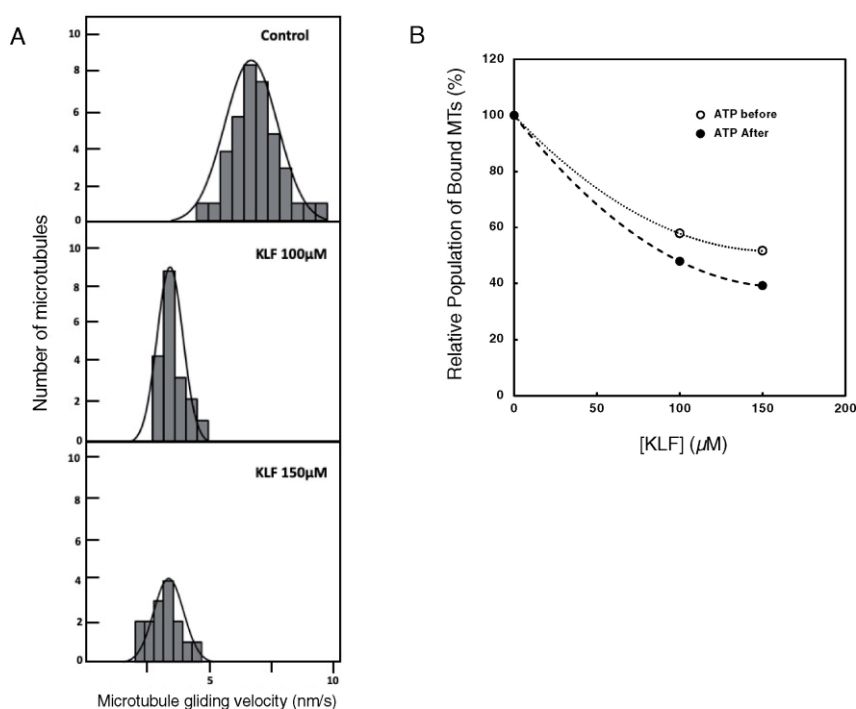 A
Number of microtubules
Control
10
8
6
4
2
0
KLF 100µM
10
8
6
4
2
0
KLF 150µM
10
8
6
4
2
0
5
10
Microtubule gliding velocity (nm/s)
B
Relative Population of Bound MTs (%)
120
100
80
60
40
20
0
ATP before
ATP After
0
50
100
150
200
[KLF] (µM)